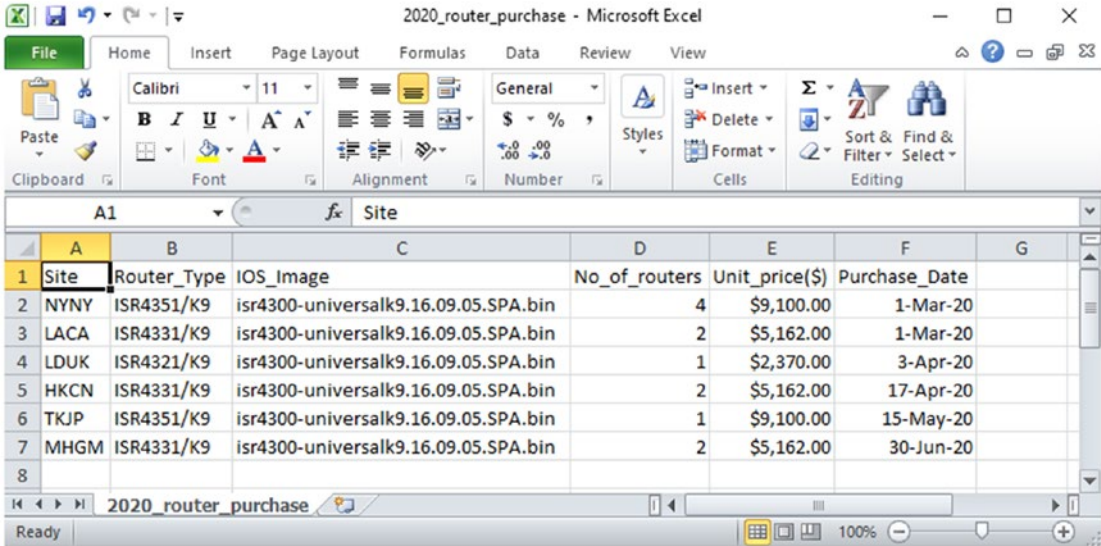 2020_router_purchase - Microsoft Excel
File Home Insert Page Layout Formulas Data Review View
Paste
Clipboard
Calibri 11
B I U A A
A
Font
Alignment
General
$ % ,
.0 .00
.00 .0
Number
Styles
Insert
Delete
Format
Cells
Σ
Sort & Filter
Find & Select
Editing
A1 fx Site
A B C D E F G
1 Site Router_Type IOS_Image No_of_routers Unit_price($) Purchase_Date
2 NYNY ISR4351/K9 isr4300-universalk9.16.09.05.SPA.bin 4 $9,100.00 1-Mar-20
3 LACA ISR4331/K9 isr4300-universalk9.16.09.05.SPA.bin 2 $5,162.00 1-Mar-20
4 LDUK ISR4321/K9 isr4300-universalk9.16.09.05.SPA.bin 1 $2,370.00 3-Apr-20
5 HKCN ISR4331/K9 isr4300-universalk9.16.09.05.SPA.bin 2 $5,162.00 17-Apr-20
6 TKJP ISR4351/K9 isr4300-universalk9.16.09.05.SPA.bin 1 $9,100.00 15-May-20
7 MHGM ISR4331/K9 isr4300-universalk9.16.09.05.SPA.bin 2 $5,162.00 30-Jun-20
8
2020_router_purchase
Ready 100%